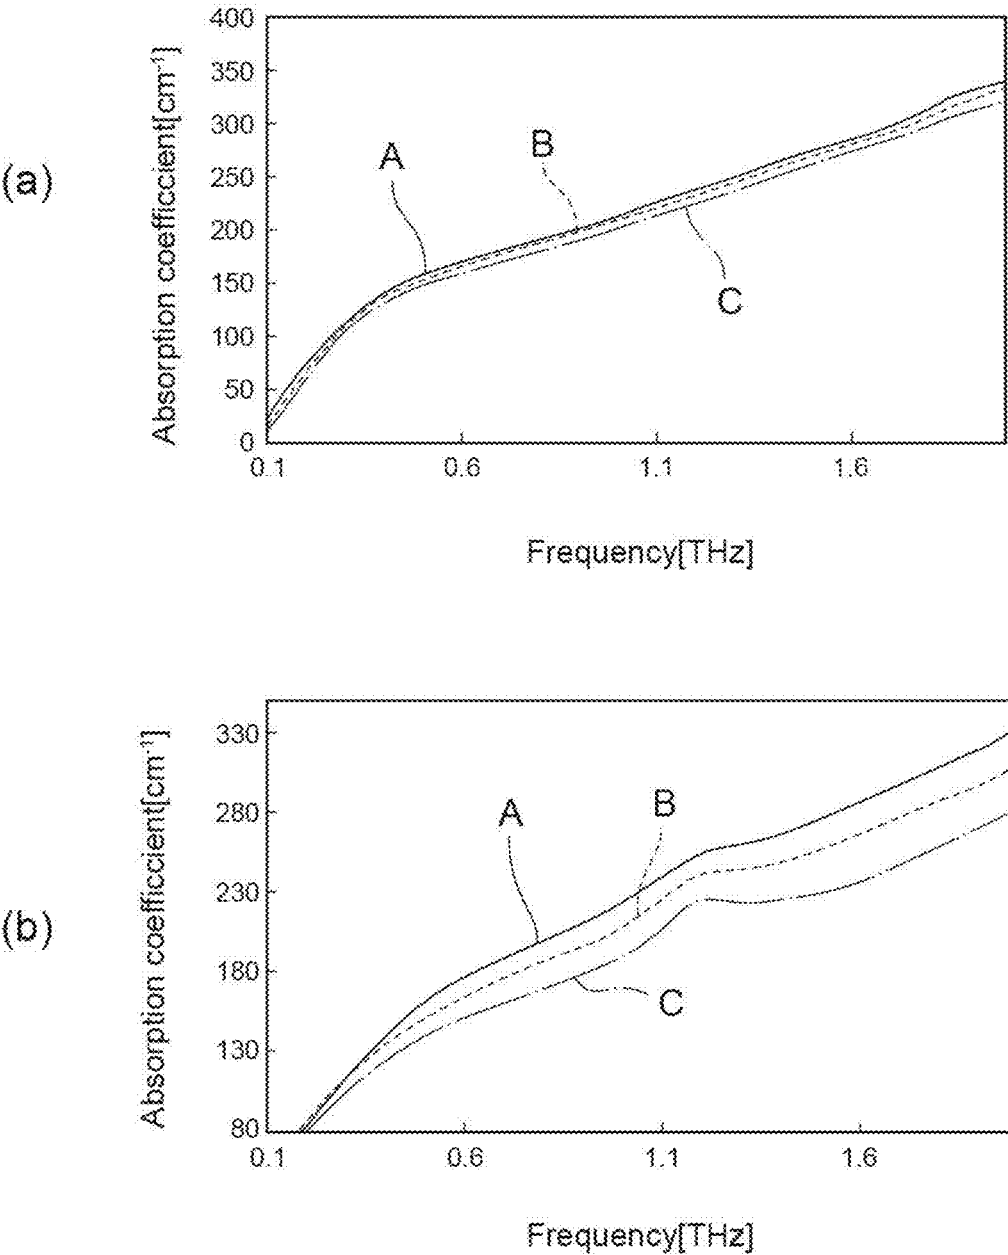 (a)
Absorption coefficcient[cm⁻¹]
400
350
300
250
200
150
100
50
0
A
B
C
0.1 0.6 1.1 1.6
Frequency[THz]
(b)
Absorption coefficcient[cm⁻¹]
330
280
230
180
130
80
A
B
C
0.1 0.6 1.1 1.6
Frequency[THz]